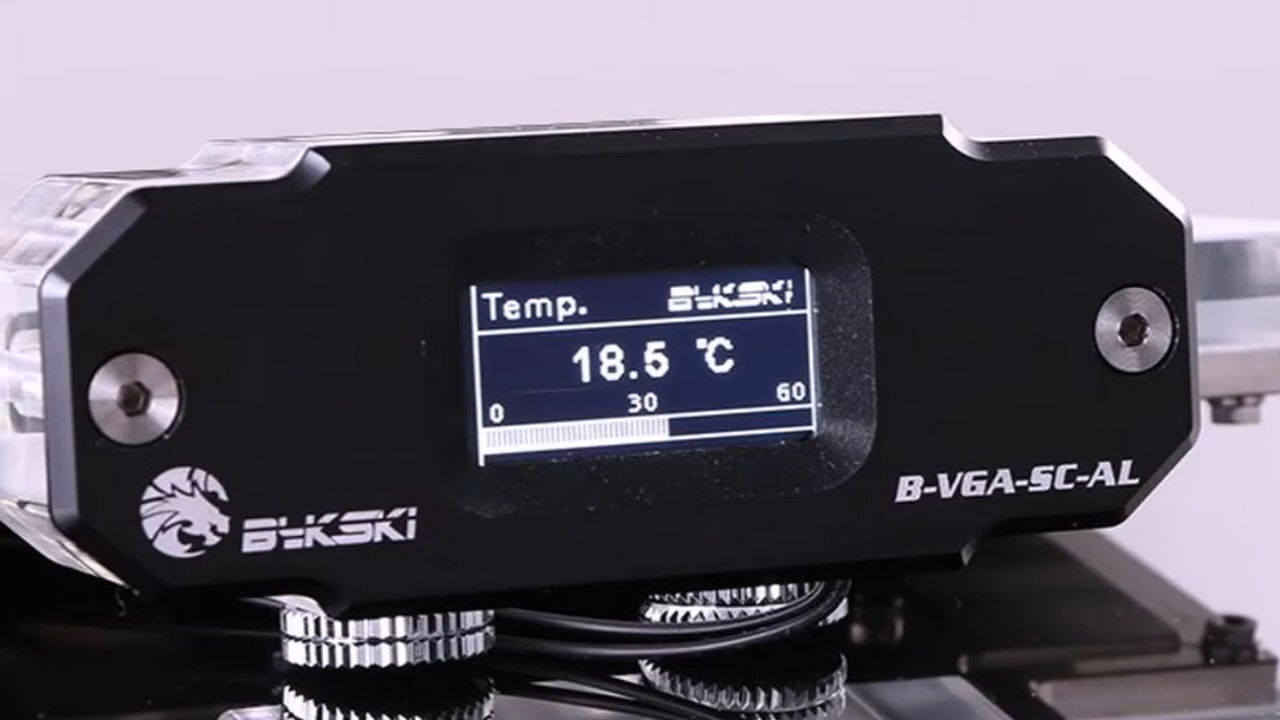 Temp. BYKSKI
18.5 ℃
0 30 60
BYKSKI
B-VGA-SC-AL